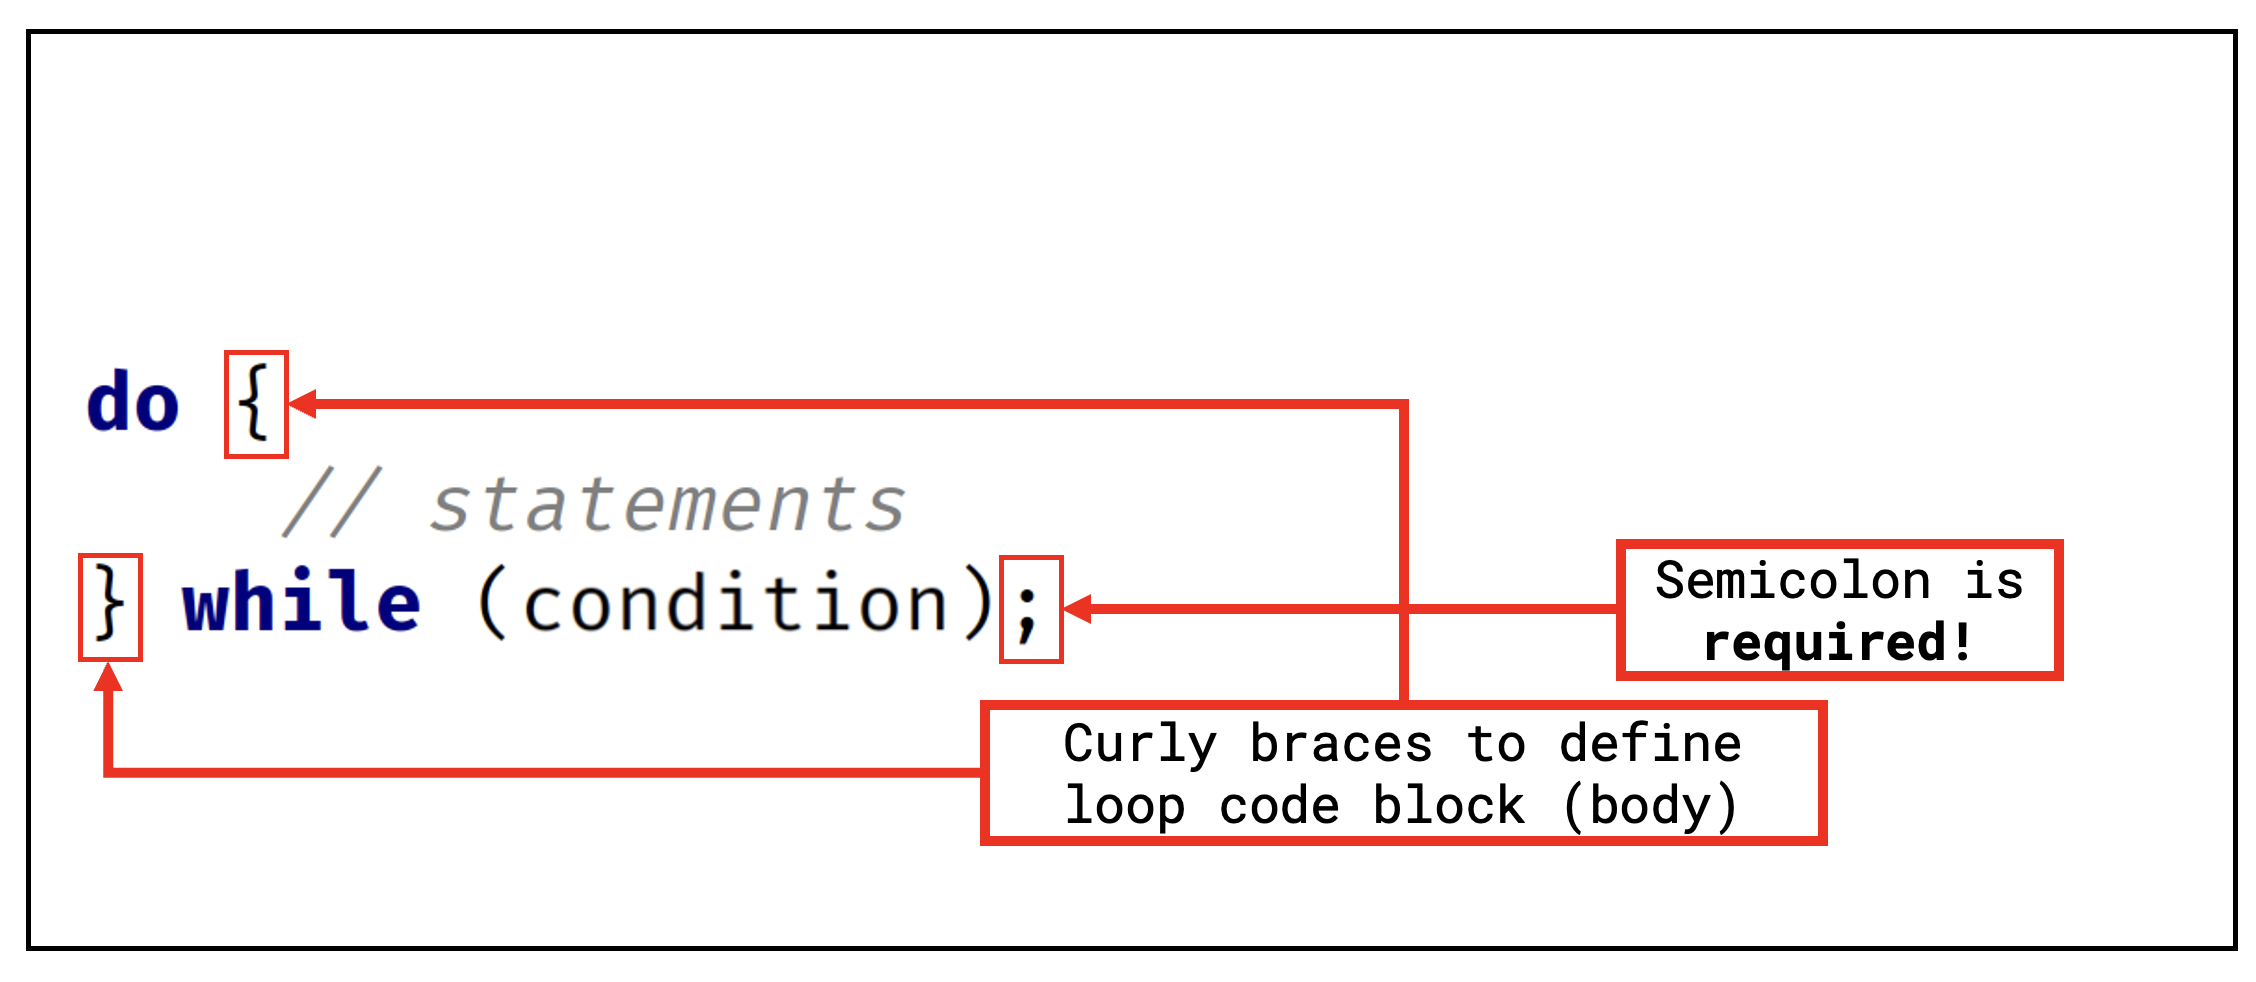 do {
// statements
} while (condition);
Semicolon is
required!
Curly braces to define
loop code block (body)